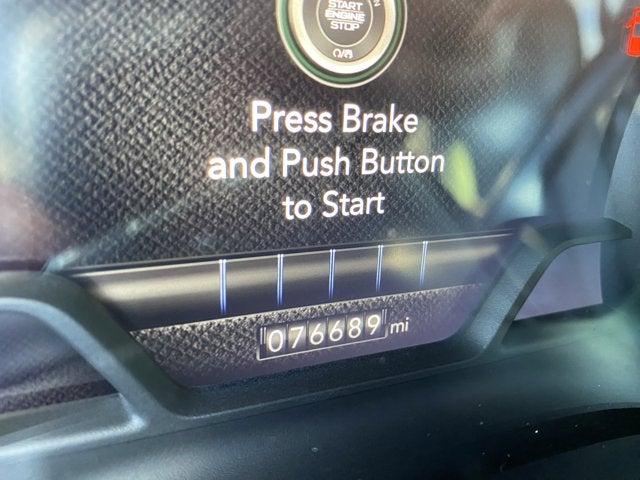 START
ENGINE
STOP
Press Brake
and Push Button
to Start
076689 mi